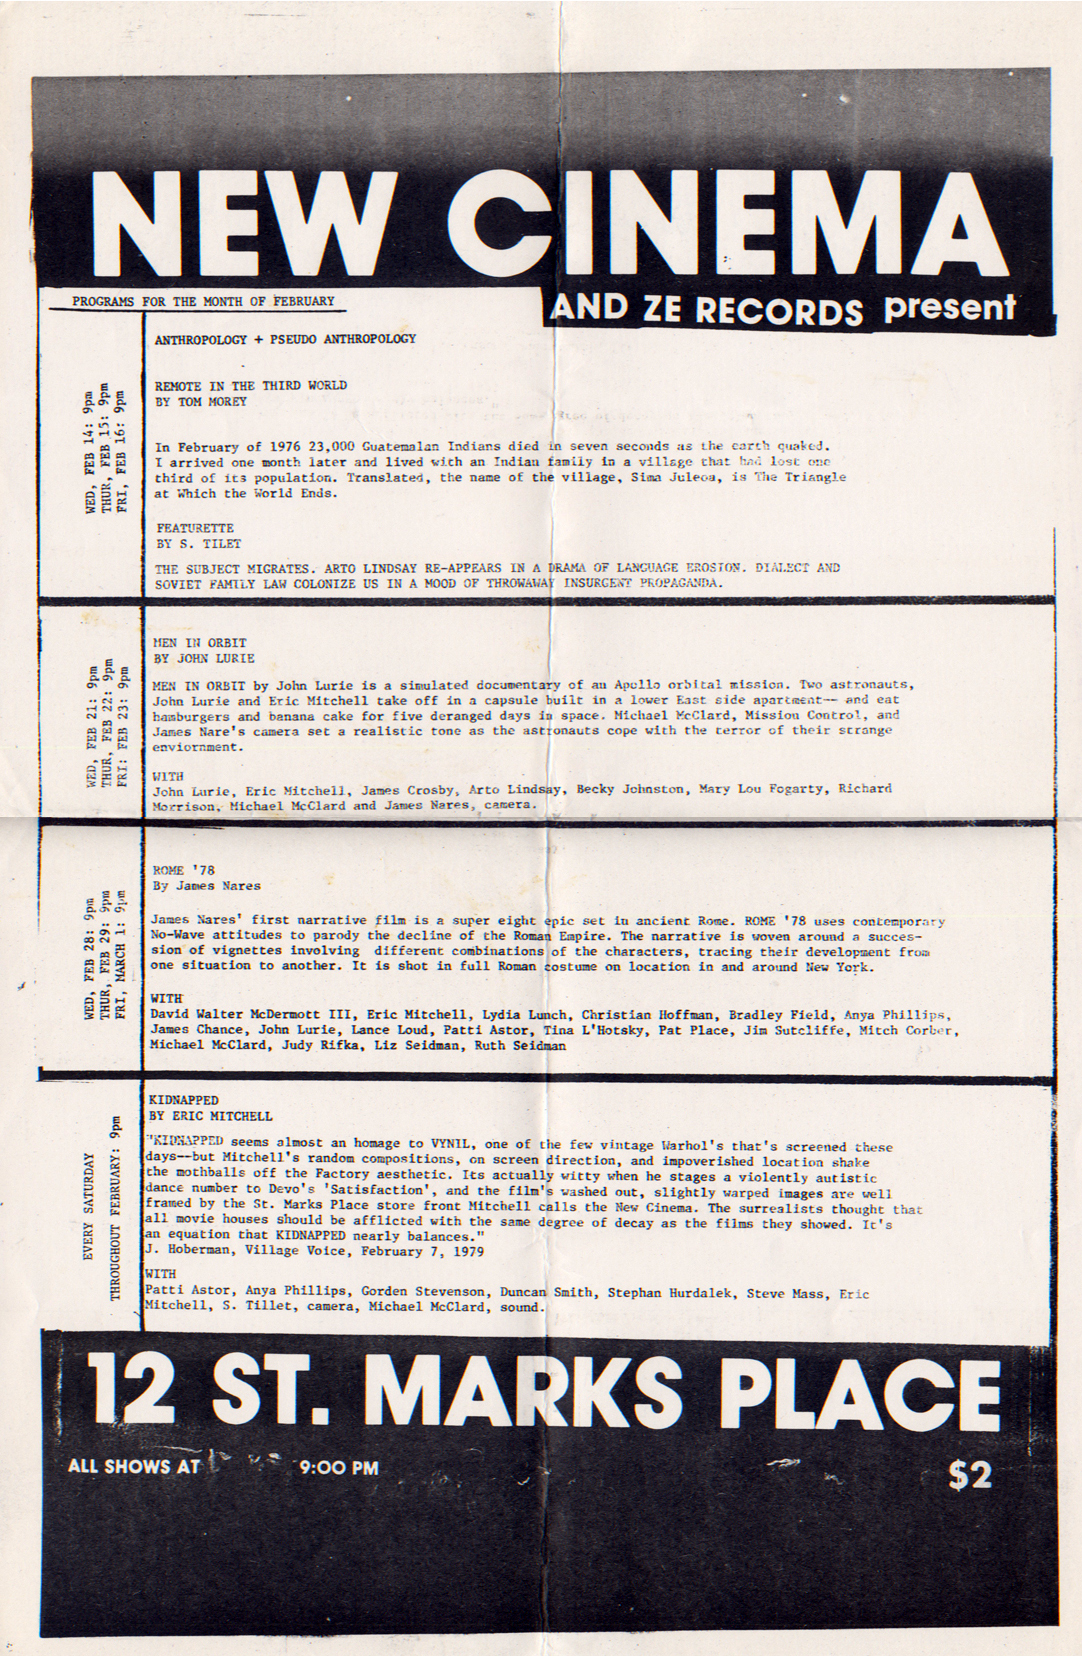 NEW CINEMA
AND ZE RECORDS present
PROGRAMS FOR THE MONTH OF FEBRUARY
WED, FEB 14: 9pm
THUR, FEB 15: 9pm
FRI, FEB 16: 9pm
ANTHROPOLOGY + PSEUDO ANTHROPOLOGY
REMOTE IN THE THIRD WORLD
BY TOM MOREY
In February of 1976 23,000 Guatemalan Indians died in seven seconds as the earth quaked.
I arrived one month later and lived with an Indian family in a village that had lost one
third of its population. Translated, the name of the village, Sima Juleoa, is The Triangle
at Which the World Ends.
FEATURETTE
BY S. TILET
THE SUBJECT MIGRATES. ARTO LINDSAY RE-APPEARS IN A DRAMA OF LANGUAGE EROSION. DIALECT AND
SOVIET FAMILY LAW COLONIZE US IN A MOOD OF THROWAWAY INSURGENT PROPAGANDA.
WED, FEB 21: 9pm
THUR, FEB 22: 9pm
FRI: FEB 23: 9pm
MEN IN ORBIT
BY JOHN LURIE
MEN IN ORBIT by John Lurie is a simulated documentary of an Apollo orbital mission. Two astronauts,
John Lurie and Eric Mitchell take off in a capsule built in a lower East side apartment-- and eat
hamburgers and banana cake for five deranged days in space. Michael McClard, Mission Control, and
James Nare's camera set a realistic tone as the astronauts cope with the terror of their strange
enviornment.
WITH
John Lurie, Eric Mitchell, James Crosby, Arto Lindsay, Becky Johnston, Mary Lou Fogarty, Richard
Morrison, Michael McClard and James Nares, camera.
WED, FEB 28: 9pm
THUR, FEB 29: 9pm
FRI, MARCH 1: 9pm
ROME '78
By James Nares
James Nares' first narrative film is a super eight epic set in ancient Rome. ROME '78 uses contemporary
No-Wave attitudes to parody the decline of the Roman Empire. The narrative is woven around a succes-
sion of vignettes involving different combinations of the characters, tracing their development from
one situation to another. It is shot in full Roman costume on location in and around New York.
WITH
David Walter McDermott III, Eric Mitchell, Lydia Lunch, Christian Hoffman, Bradley Field, Anya Phillips,
James Chance, John Lurie, Lance Loud, Patti Astor, Tina L'Hotsky, Pat Place, Jim Sutcliffe, Mitch Corber,
Michael McClard, Judy Rifka, Liz Seidman, Ruth Seidman
EVERY SATURDAY
THROUGHOUT FEBRUARY: 9pm
KIDNAPPED
BY ERIC MITCHELL
"KIDNAPPED seems almost an homage to VYNIL, one of the few vintage Warhol's that's screened these
days--but Mitchell's random compositions, on screen direction, and impoverished location shake
the mothballs off the Factory aesthetic. Its actually witty when he stages a violently autistic
dance number to Devo's 'Satisfaction', and the film's washed out, slightly warped images are well
framed by the St. Marks Place store front Mitchell calls the New Cinema. The surrealists thought that
all movie houses should be afflicted with the same degree of decay as the films they showed. It's
an equation that KIDNAPPED nearly balances."
J. Hoberman, Village Voice, February 7, 1979
WITH
Patti Astor, Anya Phillips, Gorden Stevenson, Duncan Smith, Stephan Hurdalek, Steve Mass, Eric
Mitchell, S. Tillet, camera, Michael McClard, sound.
12 ST. MARKS PLACE
ALL SHOWS AT 9:00 PM
$2